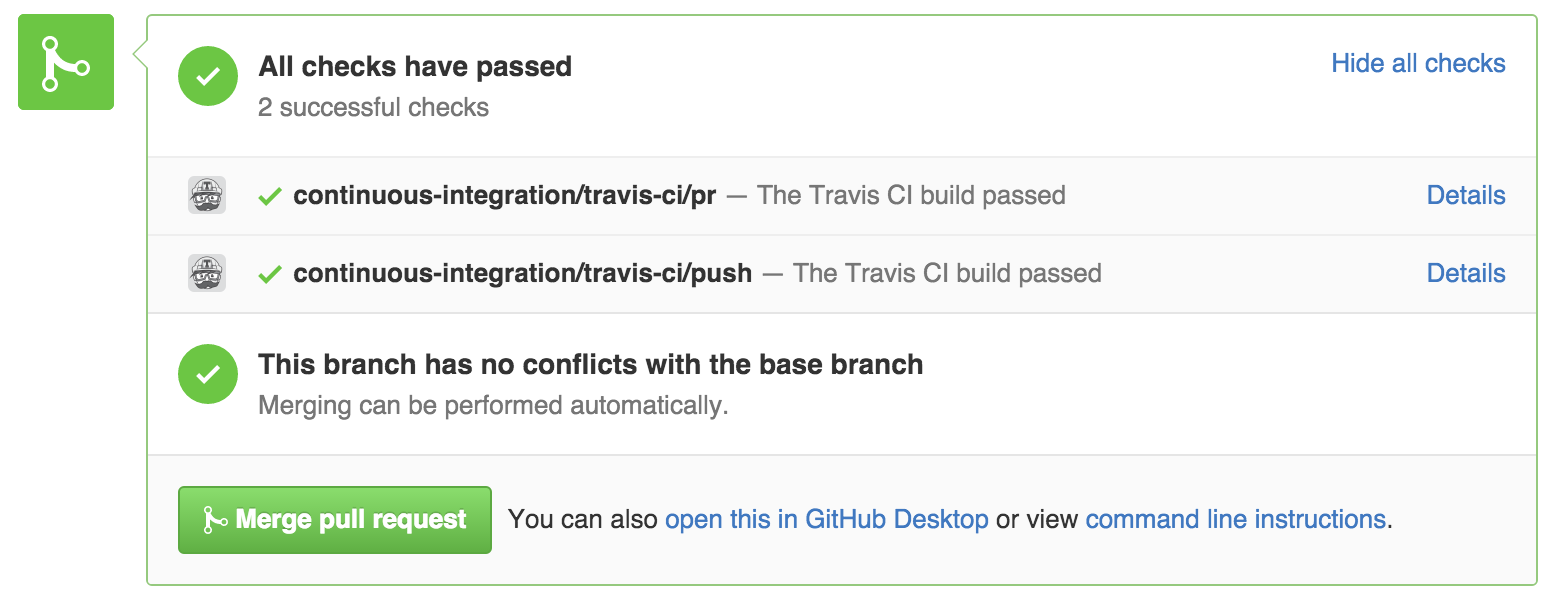 All checks have passed
Hide all checks
2 successful checks
continuous-integration/travis-ci/pr — The Travis CI build passed
Details
continuous-integration/travis-ci/push — The Travis CI build passed
Details
This branch has no conflicts with the base branch
Merging can be performed automatically.
Merge pull request
You can also open this in GitHub Desktop or view command line instructions.